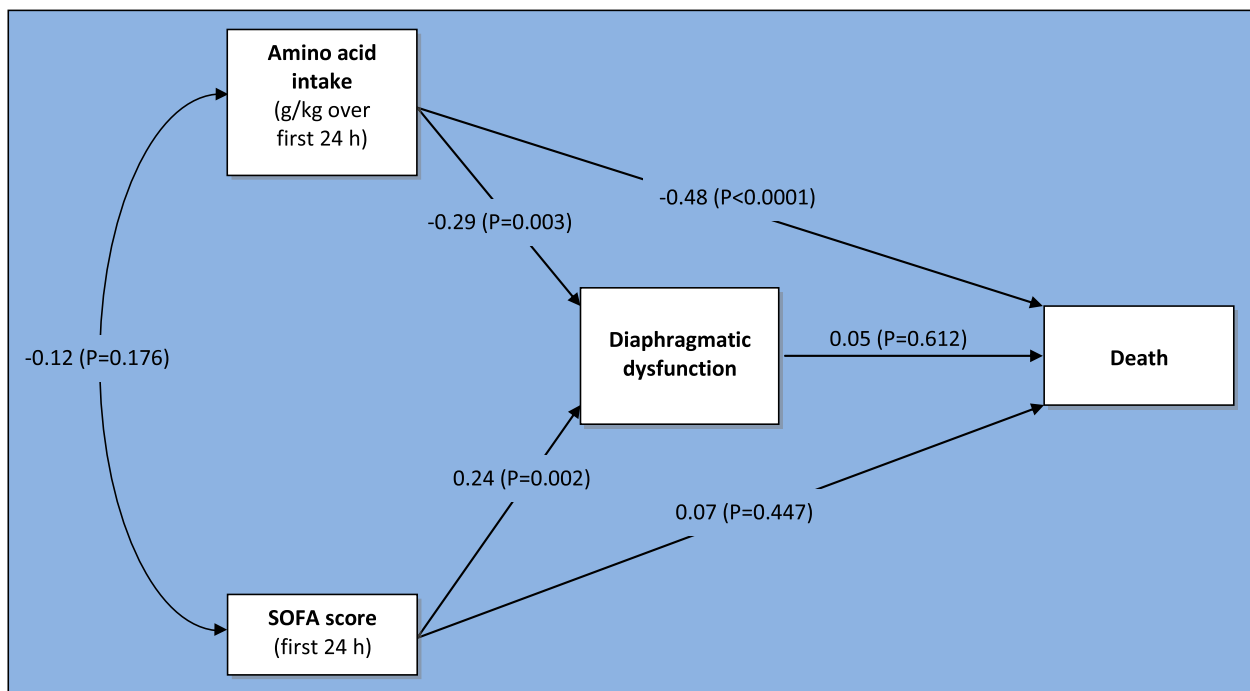 Amino acid
intake
(g/kg over
first 24 h)
-0.48 (P<0.0001)
-0.29 (P=0.003)
Diaphragmatic
dysfunction
0.05 (P=0.612)
Death
-0.12 (P=0.176)
0.24 (P=0.002)
0.07 (P=0.447)
SOFA score
(first 24 h)